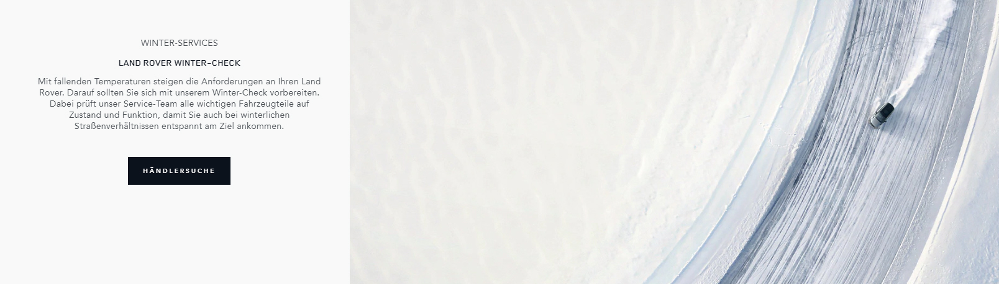 WINTER-SERVICES
LAND ROVER WINTER-CHECK
Mit fallenden Temperaturen steigen die Anforderungen an Ihren Land
Rover. Darauf sollten Sie sich mit unserem Winter-Check vorbereiten.
Dabei prüft unser Service-Team alle wichtigen Fahrzeugteile auf
Zustand und Funktion, damit Sie auch bei winterlichen
Straßenverhältnissen entspannt am Ziel ankommen.
HÄNDLERSUCHE